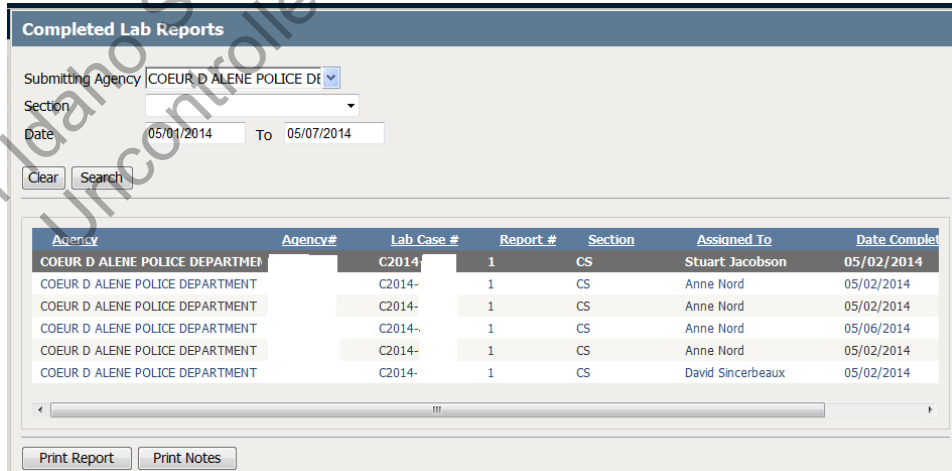 Completed Lab Reports
Submitting Agency COEUR D ALENE POLICE DE
Section
Date 05/01/2014 To 05/07/2014
Clear Search
Agency Agency# Lab Case # Report # Section Assigned To Date Complet
COEUR D ALENE POLICE DEPARTMEN C2014- 1 CS Stuart Jacobson 05/02/2014
COEUR D ALENE POLICE DEPARTMENT C2014- 1 CS Anne Nord 05/02/2014
COEUR D ALENE POLICE DEPARTMENT C2014- 1 CS Anne Nord 05/02/2014
COEUR D ALENE POLICE DEPARTMENT C2014- 1 CS Anne Nord 05/06/2014
COEUR D ALENE POLICE DEPARTMENT C2014- 1 CS Anne Nord 05/02/2014
COEUR D ALENE POLICE DEPARTMENT C2014- 1 CS David Sincerbeaux 05/02/2014
Print Report Print Notes
Idaho S
Uncontrolle